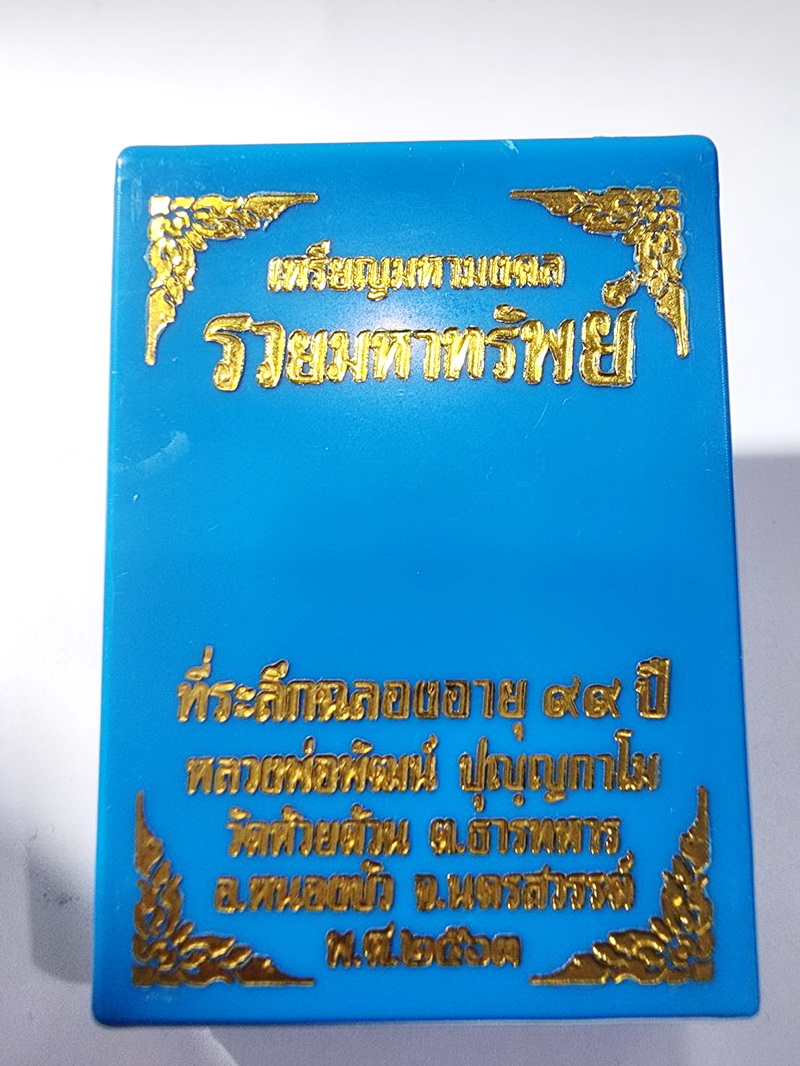 เหรียญมหามงคล
รวยมหาทรัพย์
ที่ระลึกฉลองอายุ ๙๙ ปี
หลวงพ่อพัฒน์ ปุญฺญกาโม
วัดห้วยด้วน ต.ธารทหาร
อ.หนองบัว จ.นครสวรรค์
พ.ศ.๒๕๖๓